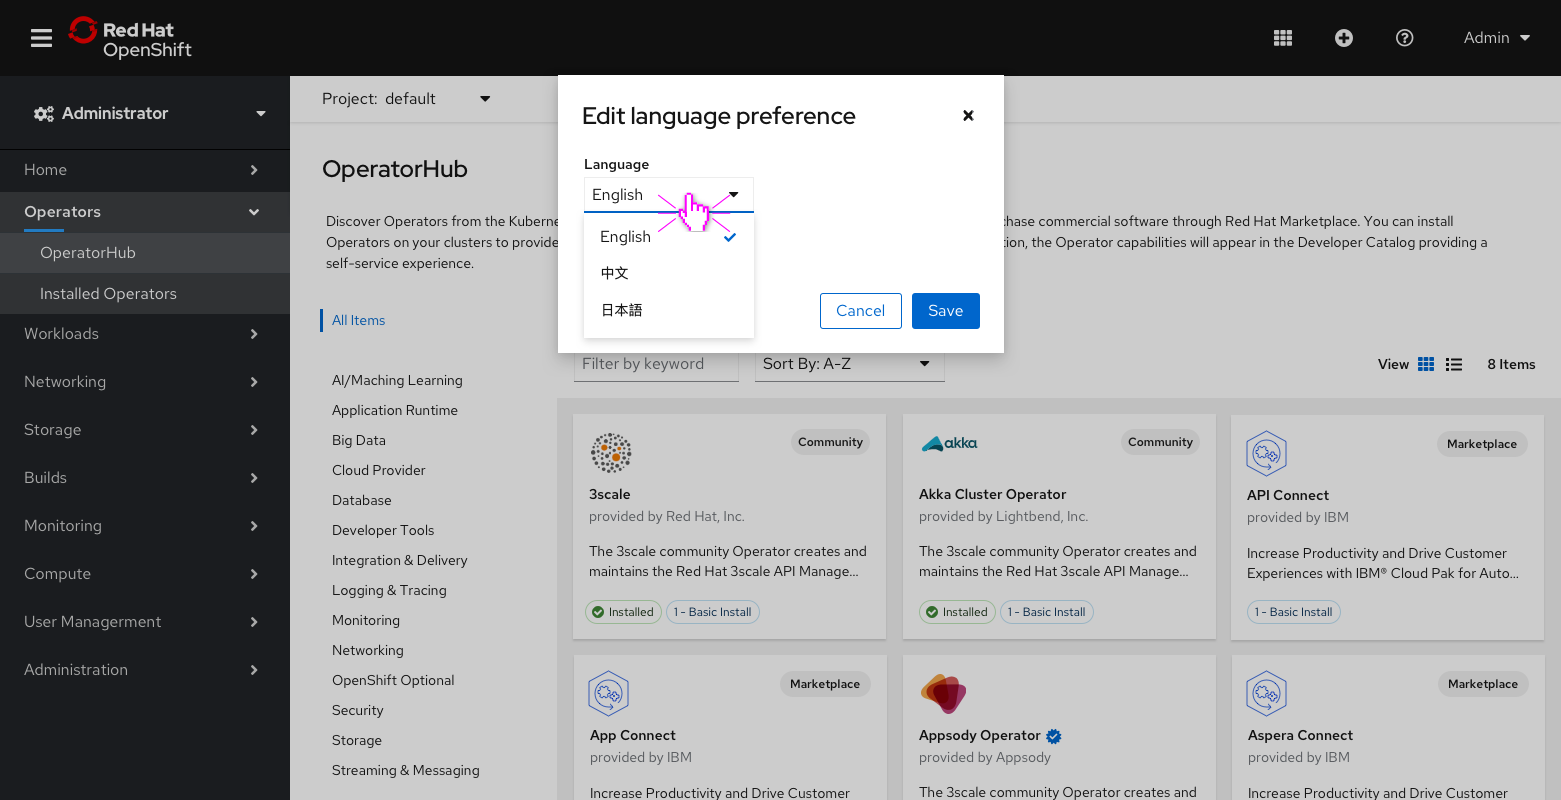 Red Hat
OpenShift
Admin
Administrator
Home
Operators
OperatorHub
Installed Operators
Workloads
Networking
Storage
Builds
Monitoring
Compute
User Managerment
Administration
Project: default
OperatorHub
Discover Operators from the Kuberne
chase commercial software through Red Hat Marketplace. You can install
Operators on your clusters to provide
tion, the Operator capabilities will appear in the Developer Catalog providing a
self-service experience.
Edit language preference
Language
English
English
中文
日本語
Cancel
Save
All Items
AI/Maching Learning
Application Runtime
Big Data
Cloud Provider
Database
Developer Tools
Integration & Delivery
Logging & Tracing
Monitoring
Networking
OpenShift Optional
Security
Storage
Streaming & Messaging
Filter by keyword
Sort By: A-Z
View
8 Items
Community
3scale
provided by Red Hat, Inc.
The 3scale community Operator creates and
maintains the Red Hat 3scale API Manage...
Installed
1 - Basic Install
akka
Community
Akka Cluster Operator
provided by Lightbend, Inc.
The 3scale community Operator creates and
maintains the Red Hat 3scale API Manage...
Installed
1 - Basic Install
Marketplace
API Connect
provided by IBM
Increase Productivity and Drive Customer
Experiences with IBM® Cloud Pak for Auto...
1 - Basic Install
Marketplace
App Connect
provided by IBM
Increase Productivity and Drive Customer
Appsody Operator
provided by Appsody
The 3scale community Operator creates and
Marketplace
Aspera Connect
provided by IBM
Increase Productivity and Drive Customer